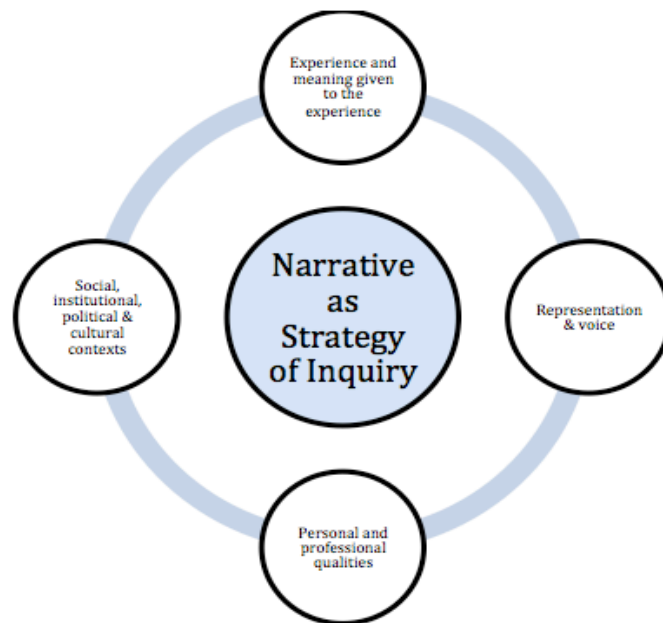 Experience and
meaning given
to the
experience
Narrative
as
Strategy
of Inquiry
Social,
institutional,
political &
cultural
contexts
Representation
& voice
Personal and
professional
qualities